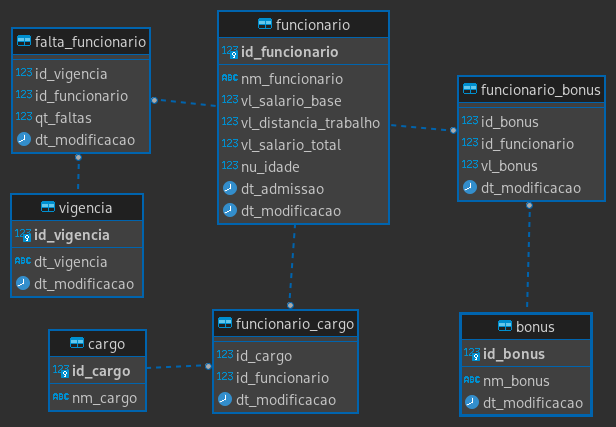 falta_funcionario
123 id_vigencia
123 id_funcionario
123 qt_faltas
dt_modificacao
funcionario
123 id_funcionario
ABC nm_funcionario
123 vl_salario_base
123 vl_distancia_trabalho
123 vl_salario_total
123 nu_idade
dt_admissao
dt_modificacao
funcionario_bonus
123 id_bonus
123 id_funcionario
123 vl_bonus
dt_modificacao
vigencia
123 id_vigencia
ABC dt_vigencia
dt_modificacao
cargo
123 id_cargo
ABC nm_cargo
funcionario_cargo
123 id_cargo
123 id_funcionario
dt_modificacao
bonus
123 id_bonus
ABC nm_bonus
dt_modificacao